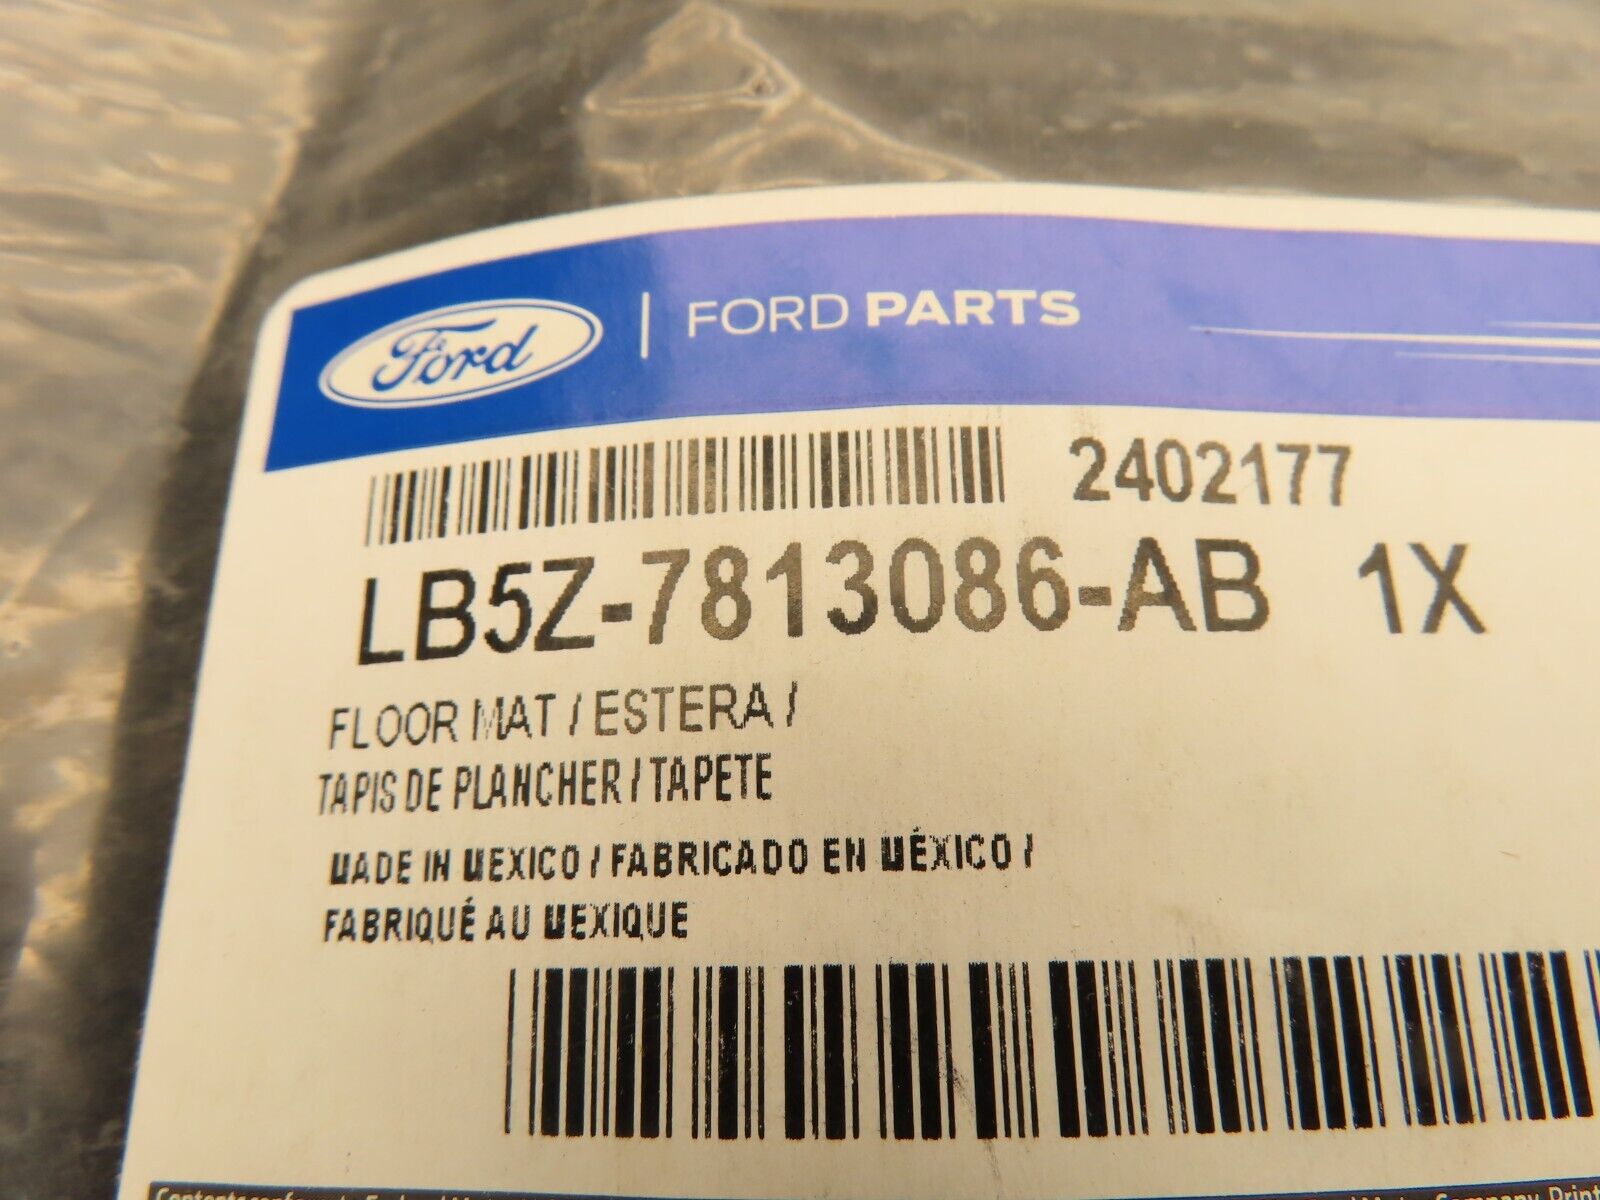 Ford | FORD PARTS
2402177
LB5Z-7813086-AB 1X
FLOOR MAT / ESTERA /
TAPIS DE PLANCHER / TAPETE
MADE IN MEXICO / FABRICADO EN MÉXICO /
FABRIQUÉ AU MEXIQUE